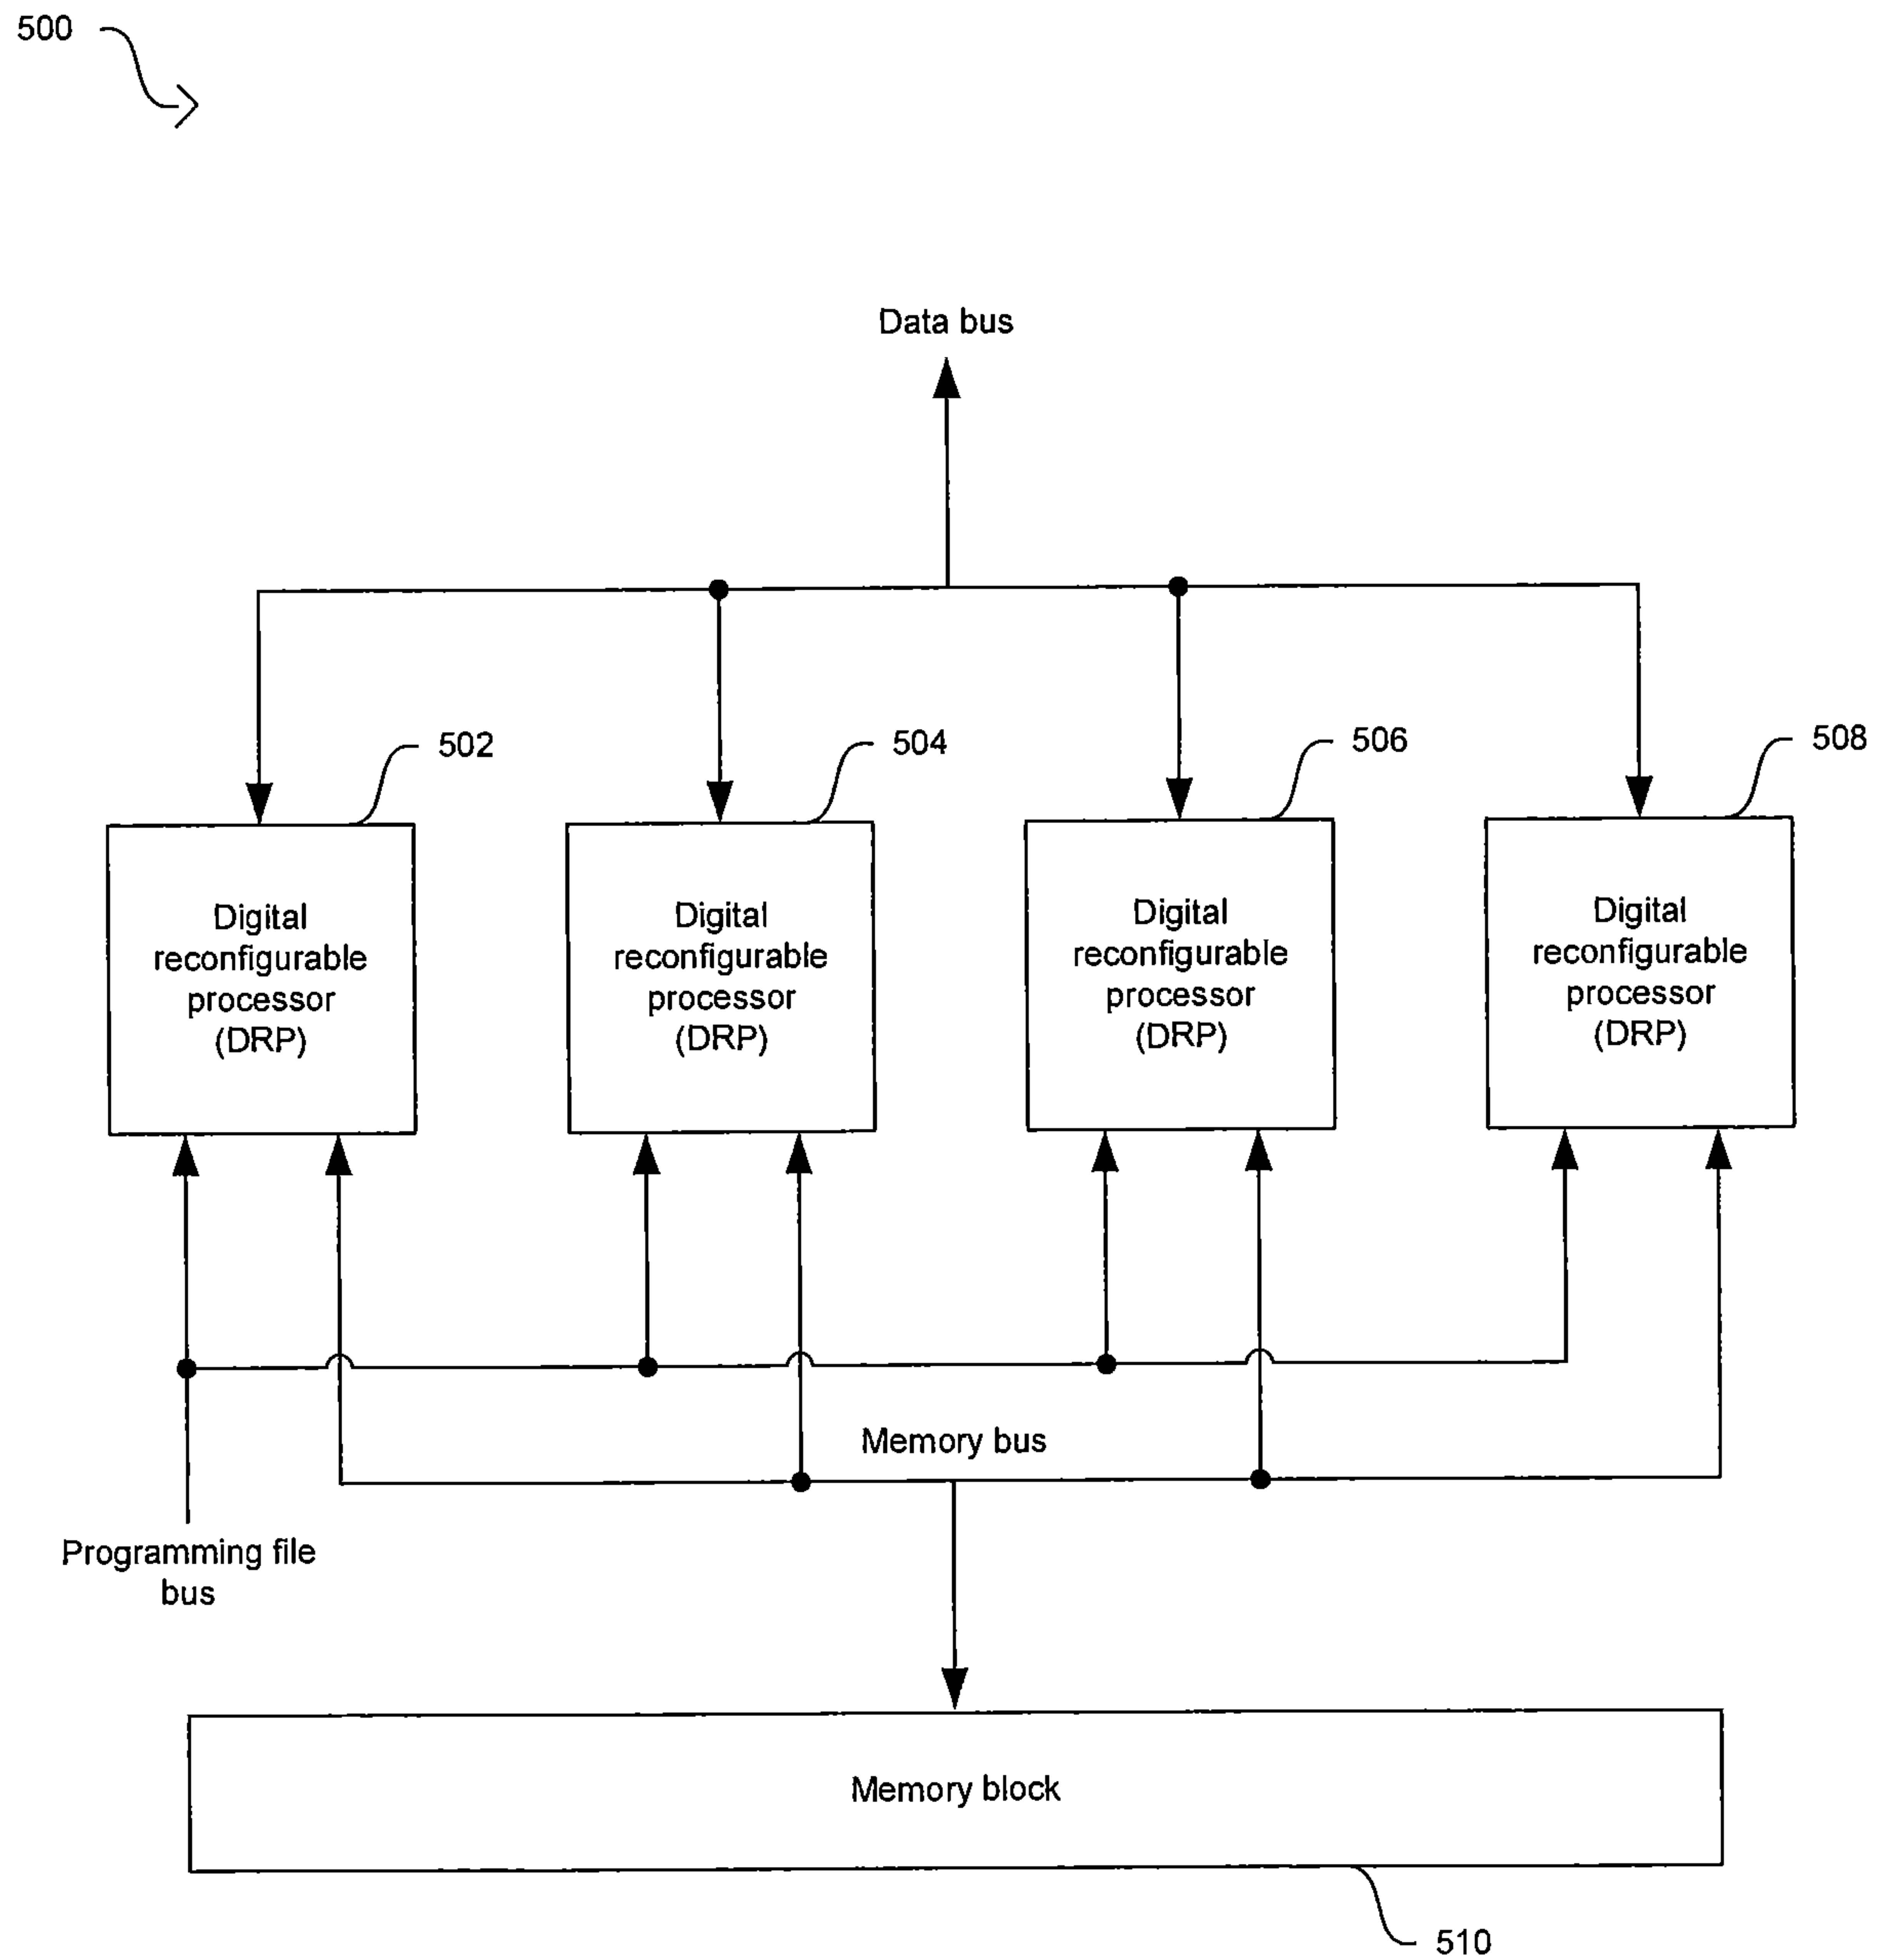 500
Data bus
502
504
506
508
Digital
reconfigurable
processor
(DRP)
Digital
reconfigurable
processor
(DRP)
Digital
reconfigurable
processor
(DRP)
Digital
reconfigurable
processor
(DRP)
Memory bus
Programming file
bus
Memory block
510